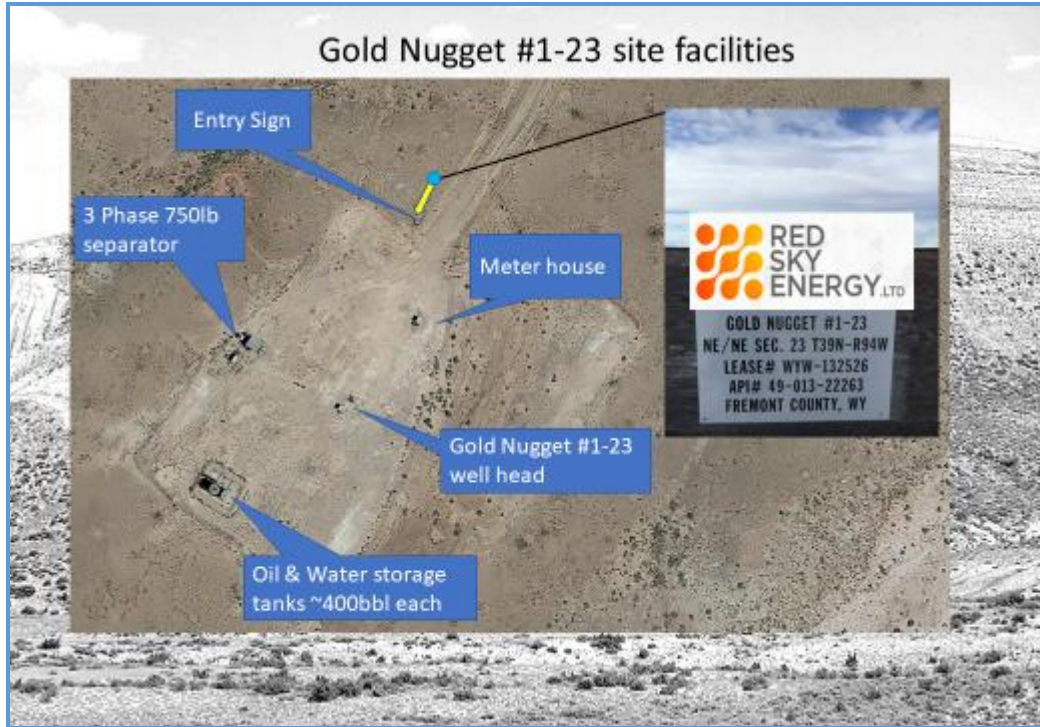 Gold Nugget #1-23 site facilities
Entry Sign
3 Phase 750lb
separator
Meter house
RED
SKY
ENERGY.LTD
GOLD NUGGET #1-23
NE/NE SEC. 23 T39N-R94W
LEASE# WYW-132526
API# 49-013-22263
FREMONT COUNTY, WY
Gold Nugget #1-23
well head
Oil & Water storage
tanks ~400bbl each